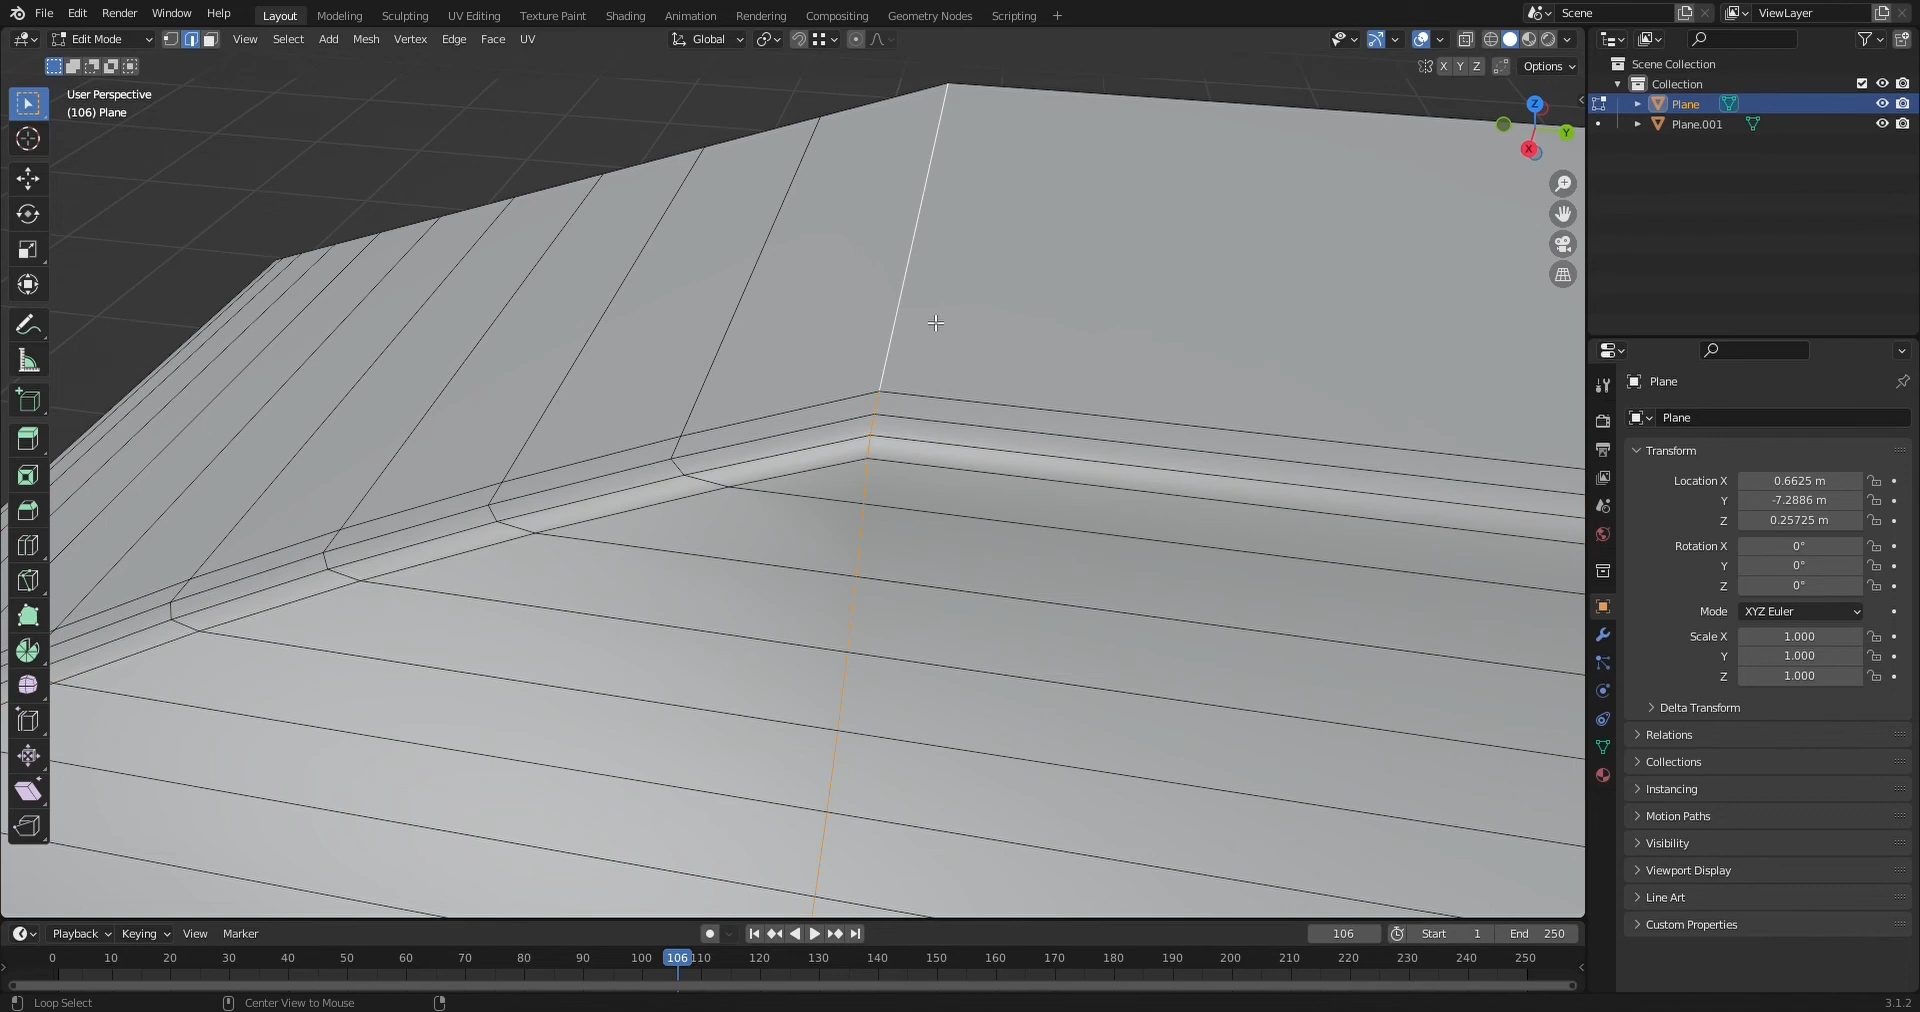 File Edit Render Window Help Layout Modeling Sculpting UV Editing Texture Paint Shading Animation Rendering Compositing Geometry Nodes Scripting + Scene ViewLayer
Edit Mode View Select Add Mesh Vertex Edge Face UV Global
X Y Z Options
User Perspective
(106) Plane
Z
Y
X
Scene Collection
Collection
Plane
Plane.001
Plane
Plane
Transform
Location X 0.6625 m
Y -7.2886 m
Z 0.25725 m
Rotation X 0°
Y 0°
Z 0°
Mode XYZ Euler
Scale X 1.000
Y 1.000
Z 1.000
Delta Transform
Relations
Collections
Instancing
Motion Paths
Visibility
Viewport Display
Line Art
Custom Properties
Playback Keying View Marker 106 Start 1 End 250
0 10 20 30 40 50 60 70 80 90 100 106 110 120 130 140 150 160 170 180 190 200 210 220 230 240 250
Loop Select Center View to Mouse 3.1.2